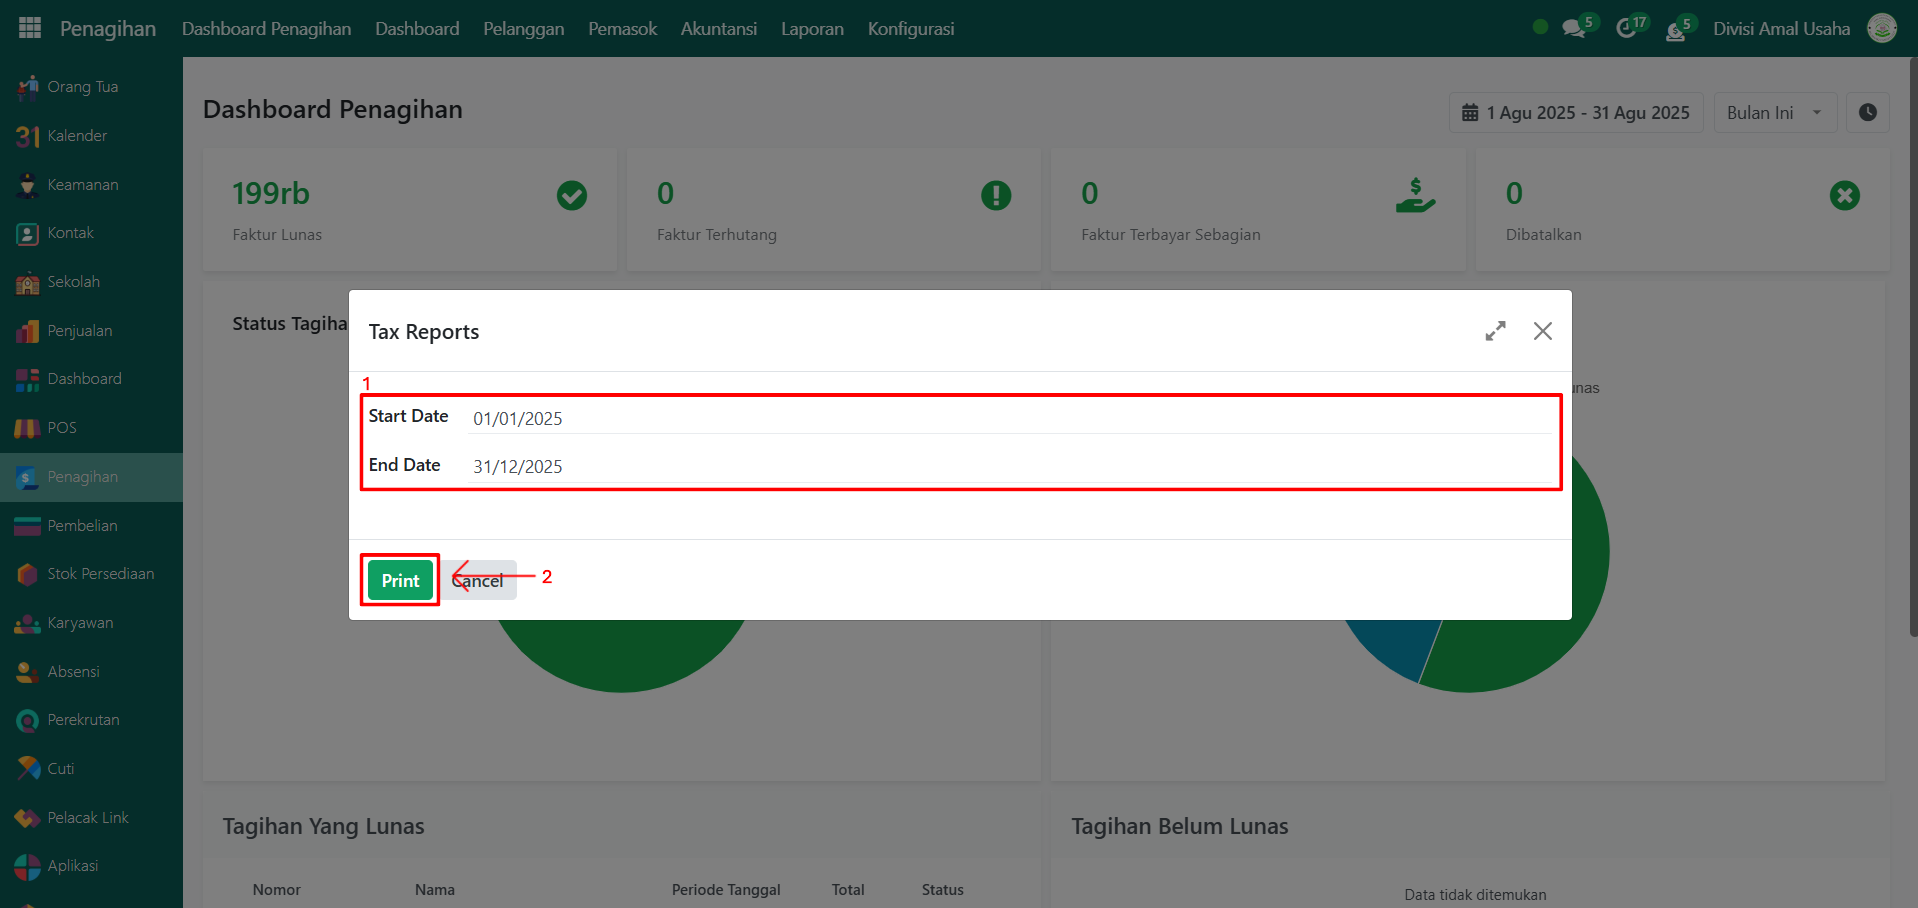 Penagihan Dashboard Penagihan Dashboard Pelanggan Pemasok Akuntansi Laporan Konfigurasi 5 17 5 Divisi Amal Usaha
Orang Tua
31 Kalender
Keamanan
Kontak
Sekolah
Penjualan
Dashboard
POS
Penagihan
Pembelian
Stok Persediaan
Karyawan
Absensi
Perekrutan
Cuti
Pelacak Link
Aplikasi
Dashboard Penagihan
1 Agu 2025 - 31 Agu 2025 Bulan Ini
199rb
Faktur Lunas
0
Faktur Terhutang
0
Faktur Terbayar Sebagian
0
Dibatalkan
Status Tagiha
unas
Tax Reports
1
Start Date 01/01/2025
End Date 31/12/2025
Print Cancel 2
Tagihan Yang Lunas
Nomor Nama Periode Tanggal Total Status
Tagihan Belum Lunas
Data tidak ditemukan